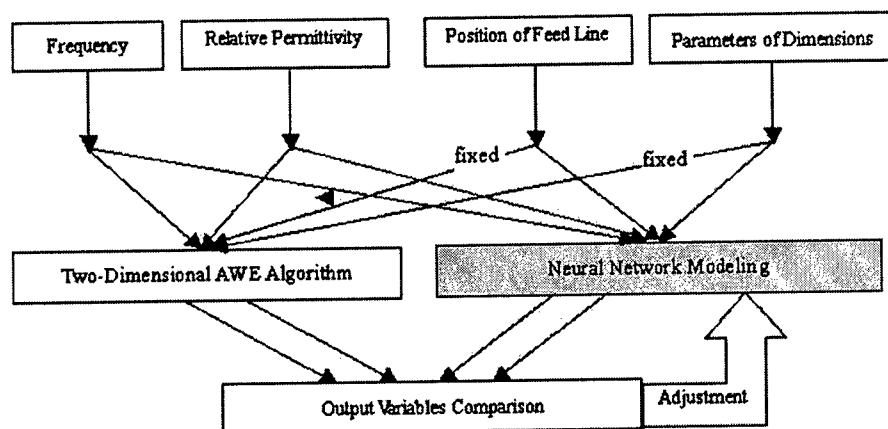 Frequency
Relative Permittivity
Position of Feed Line
Parameters of Dimensions
fixed
fixed
Two-Dimensional AWE Algorithm
Neural Network Modeling
Output Variables Comparison
Adjustment